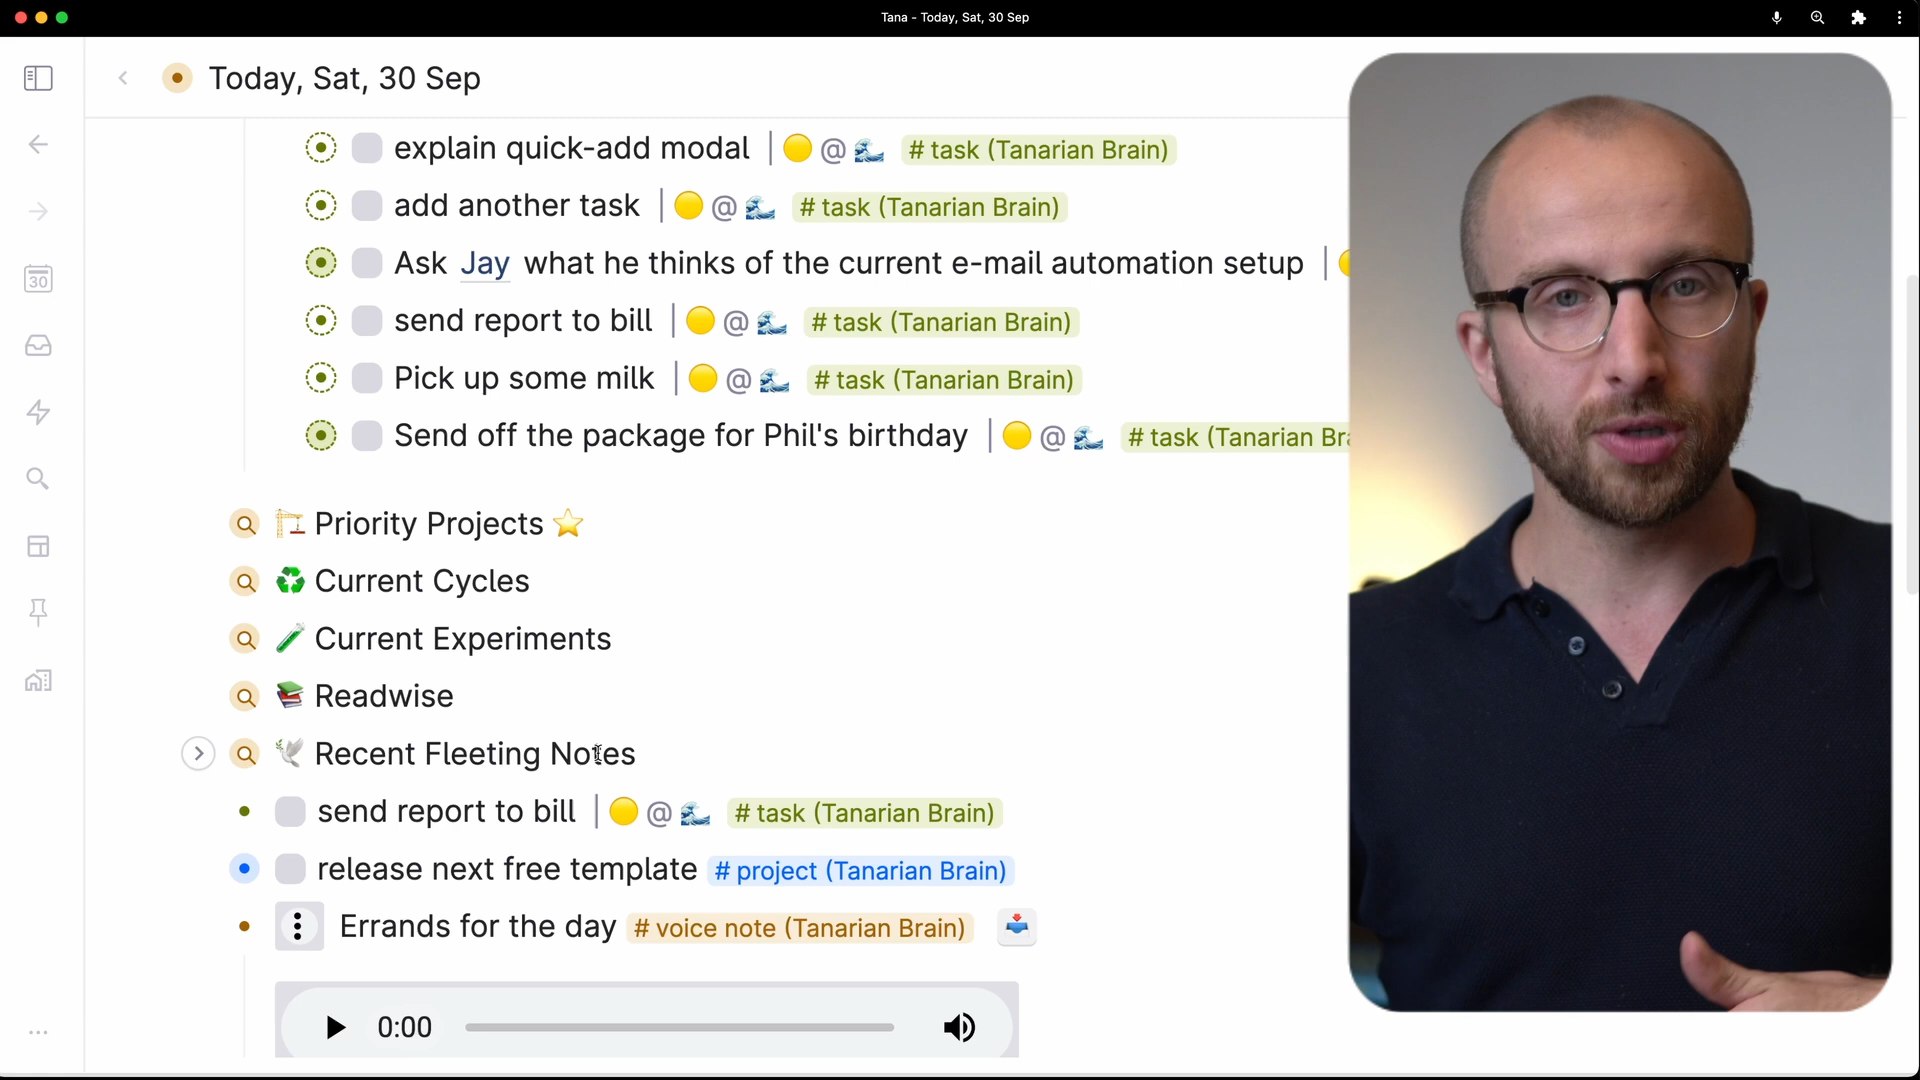 Tana - Today, Sat, 30 Sep
Today, Sat, 30 Sep
explain quick-add modal | @ # task (Tanarian Brain)
add another task | @ # task (Tanarian Brain)
Ask Jay what he thinks of the current e-mail automation setup |
send report to bill | @ # task (Tanarian Brain)
Pick up some milk | @ # task (Tanarian Brain)
Send off the package for Phil's birthday | @ # task (Tanarian Bra
30
Priority Projects
Current Cycles
Current Experiments
Readwise
Recent Fleeting Notes
send report to bill | @ # task (Tanarian Brain)
release next free template # project (Tanarian Brain)
Errands for the day # voice note (Tanarian Brain)
0:00